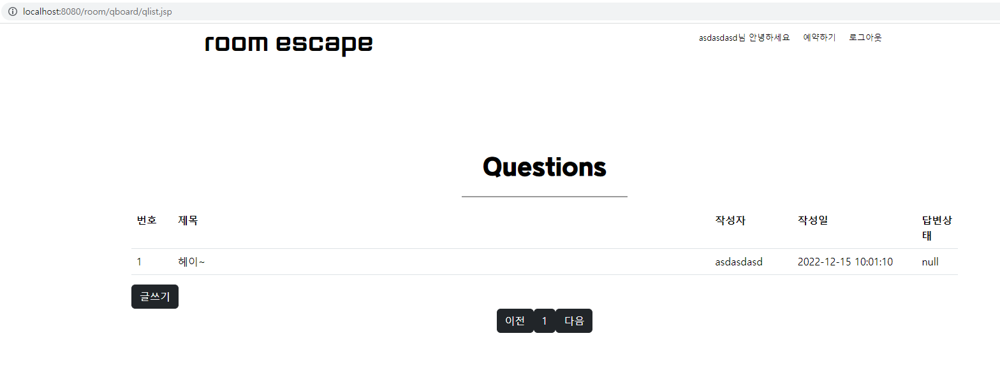 localhost:8080/room/qboard/qlist.jsp
room escape
asdasdasd님 안녕하세요 예약하기 로그아웃
Questions
번호 제목 작성자 작성일 답변상
태
1 헤이~ asdasdasd 2022-12-15 10:01:10 null
글쓰기
이전 1 다음